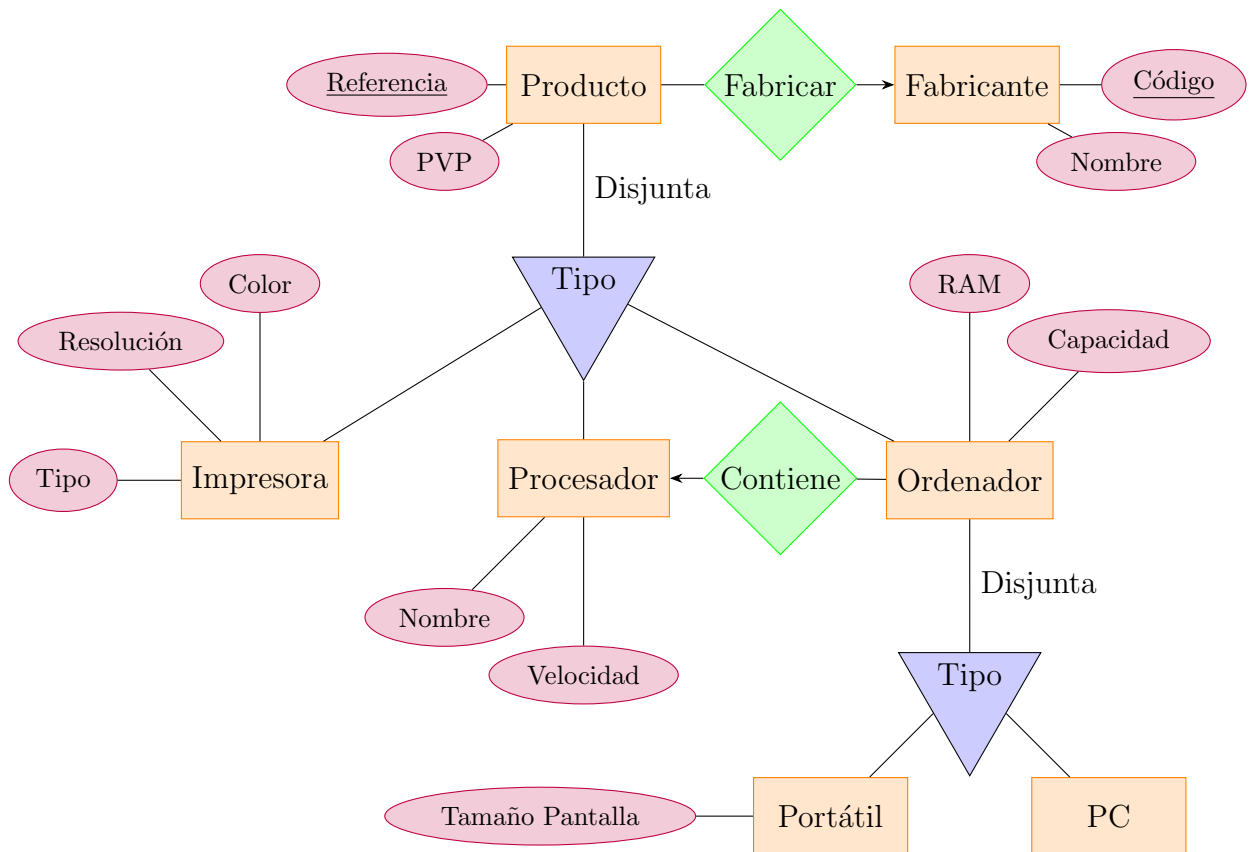 Referencia
Producto
Fabricar
Fabricante
Código
PVP
Nombre
Disjunta
Tipo
Color
RAM
Resolución
Capacidad
Tipo
Impresora
Procesador
Contiene
Ordenador
Disjunta
Nombre
Velocidad
Tipo
Tamaño Pantalla
Portátil
PC